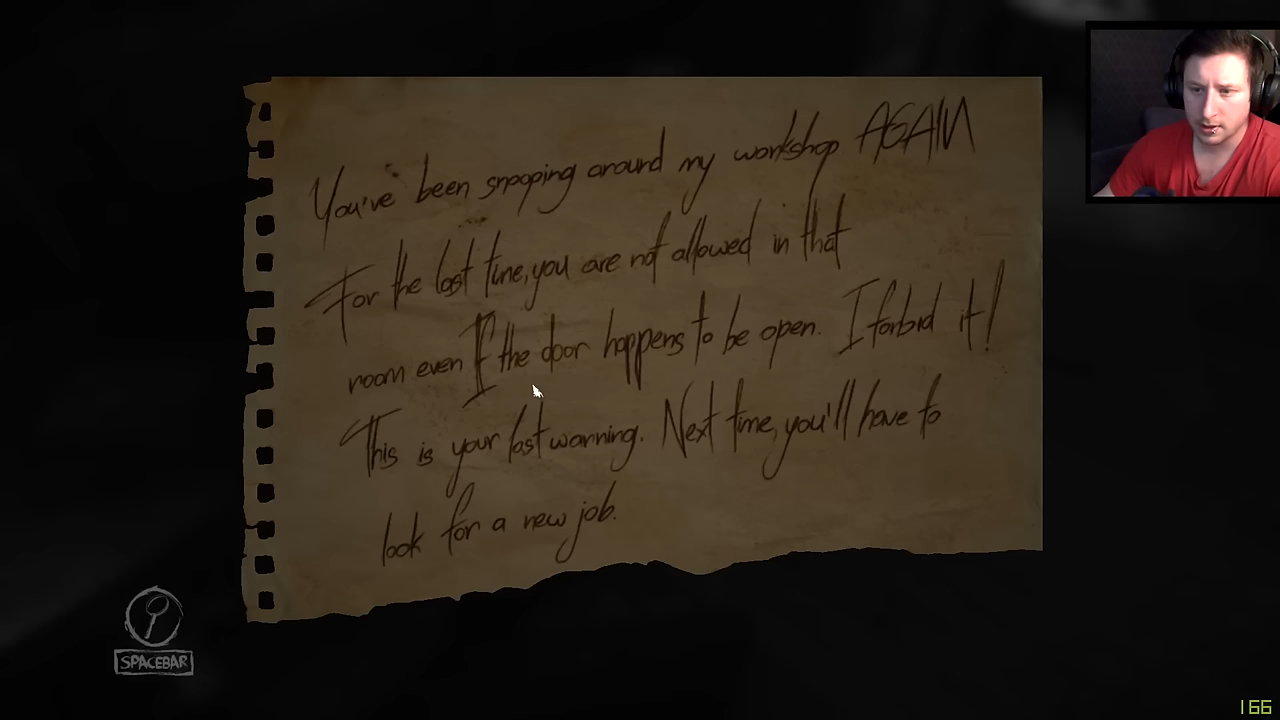 You've been snooping around my workshop AGAIN
For the last time, you are not allowed in that
room even If the door happens to be open. I forbid it!
This is your last warning. Next time, you'll have to
look for a new job.
SPACEBAR
166